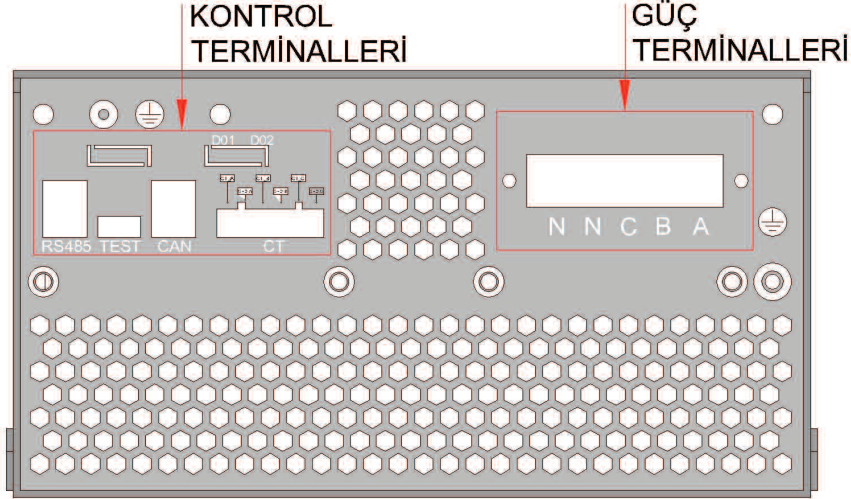 KONTROL
TERMİNALLERİ
GÜÇ
TERMİNALLERİ
D01 D02
RS485 TEST CAN CT
N N C B A